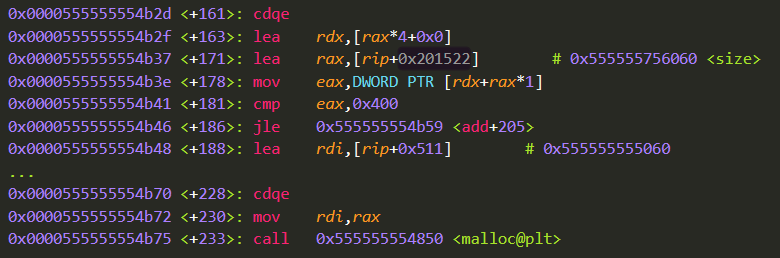 0x0000555555554b2d <+161>: cdqe
0x0000555555554b2f <+163>: lea    rdx,[rax*4+0x0]
0x0000555555554b37 <+171>: lea    rax,[rip+0x201522]        # 0x555555756060 <size>
0x0000555555554b3e <+178>: mov    eax,DWORD PTR [rdx+rax*1]
0x0000555555554b41 <+181>: cmp    eax,0x400
0x0000555555554b46 <+186>: jle    0x555555554b59 <add+205>
0x0000555555554b48 <+188>: lea    rdi,[rip+0x511]        # 0x555555555060
...
0x0000555555554b70 <+228>: cdqe
0x0000555555554b72 <+230>: mov    rdi,rax
0x0000555555554b75 <+233>: call   0x555555554850 <malloc@plt>